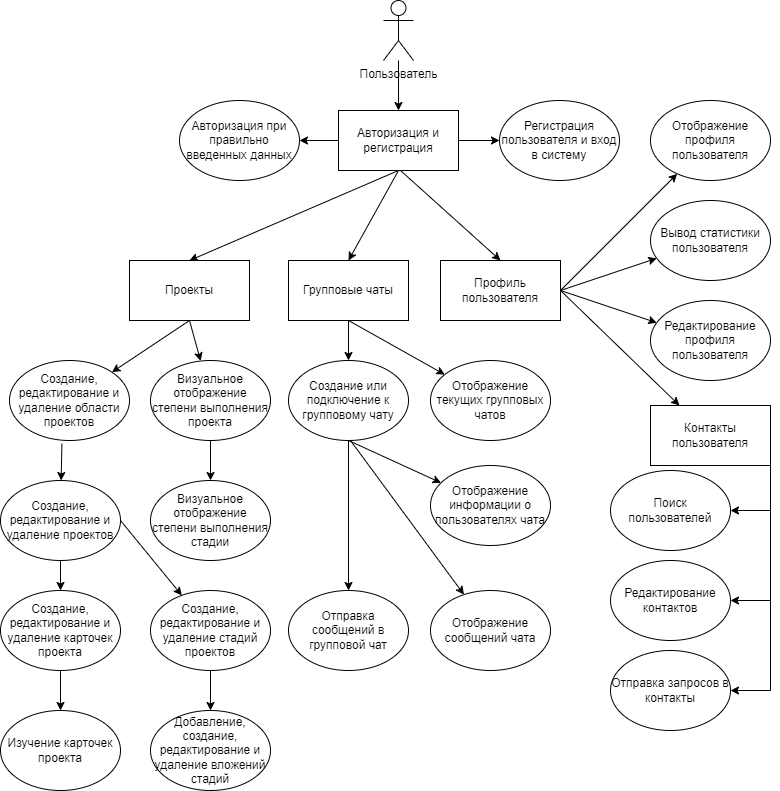 Пользователь
Авторизация при
правильно
введенных данных
Авторизация и
регистрация
Регистрация
пользователя и вход
в систему
Отображение
профиля
пользователя
Вывод статистики
пользователя
Проекты
Групповые чаты
Профиль
пользователя
Редактирование
профиля
пользователя
Создание,
редактирование и
удаление области
проектов
Визуальное
отображение
степени выполнения
проекта
Создание или
подключение к
групповому чату
Отображение
текущих групповых
чатов
Контакты
пользователя
Создание,
редактирование и
удаление проектов
Визуальное
отображение
степени выполнения
стадии
Отображение
информации о
пользователях чата
Поиск
пользователей
Создание,
редактирование и
удаление карточек
проекта
Создание,
редактирование и
удаление стадий
проектов
Отправка
сообщений в
групповой чат
Отображение
сообщений чата
Редактирование
контактов
Отправка запросов в
контакты
Изучение карточек
проекта
Добавление,
создание,
редактирование и
удаление вложений
стадий